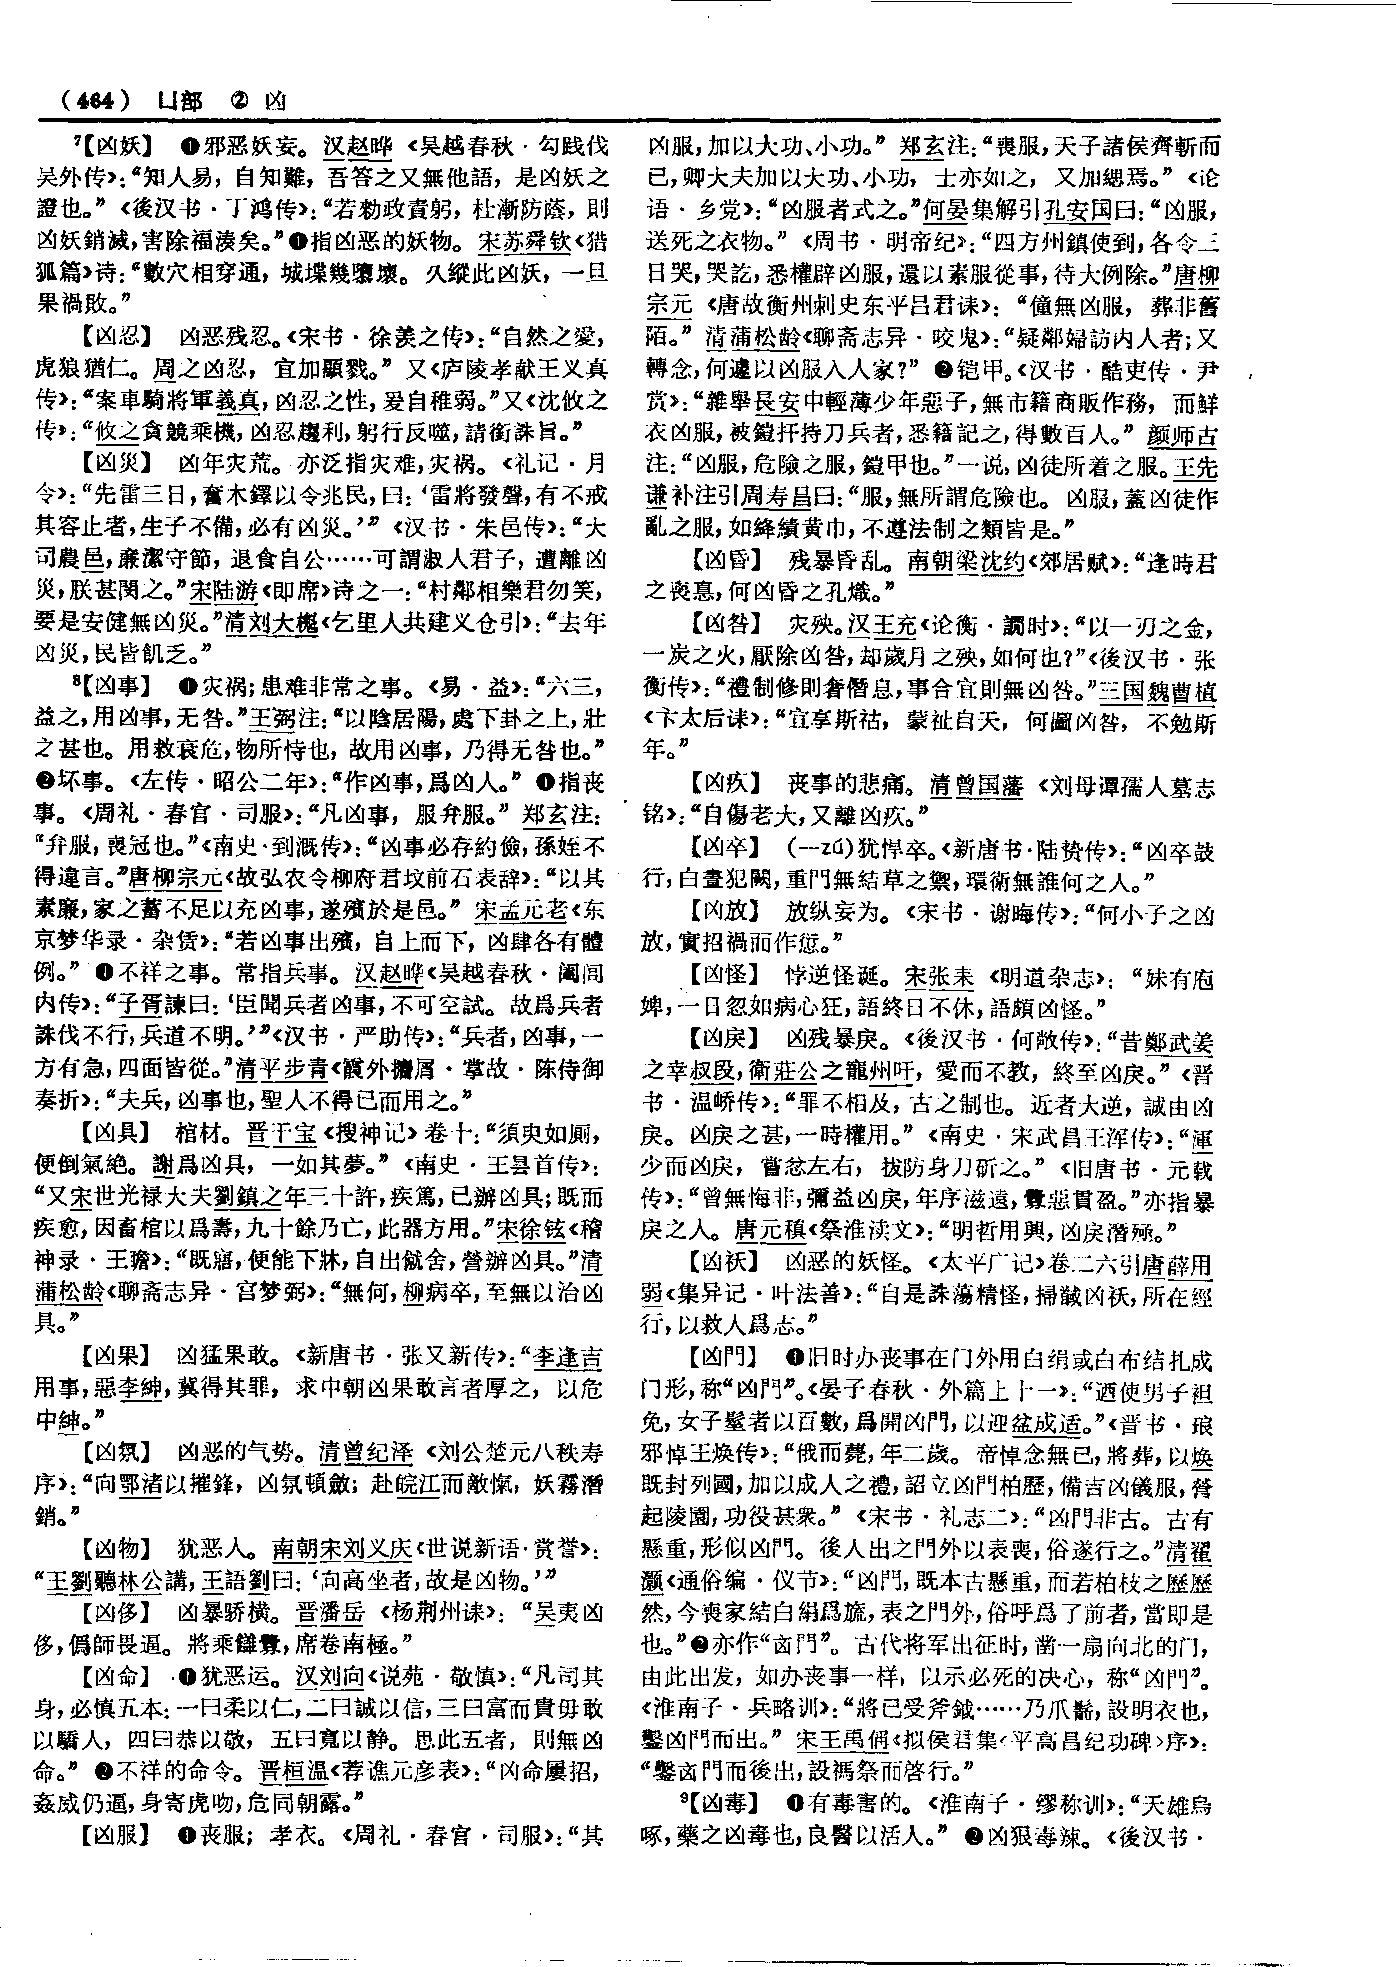 （464） 凵部 ② 凶
⁷【凶妖】 ❶邪恶妖妄。汉赵晔《吴越春秋·勾践伐
吴外传》：“知人易，自知難，吾答之又無他語，是凶妖之
證也。”《後汉书·丁鸿传》：“若勑政責躬，杜漸防萌，則
凶妖銷滅，害除福湊矣。”❷指凶恶的妖物。宋苏舜钦《猎
狐篇》诗：“數穴相穿通，城堞幾隳壞。久縱此凶妖，一旦
果禍敗。”
【凶忍】 凶恶残忍。《宋书·徐羡之传》：“自然之愛，
虎狼猶仁。周之凶忍，宜加顯戮。”又《庐陵孝献王义真
传》：“案車騎將軍義真，凶忍之性，爰自稚弱。”又《沈攸之
传》：“攸之貪競乘機，凶忍趨利，躬行反噬，請銜誅旨。”
【凶災】 凶年灾荒。亦泛指灾难，灾祸。《礼记·月
令》：“先雷三日，奮木鐸以令兆民，曰：‘雷將發聲，有不戒
其容止者，生子不備，必有凶災。’”《汉书·朱邑传》：“大
司農邑，廉潔守節，退食自公……可謂淑人君子，遭離凶
災，朕甚閔之。”宋陆游《即席》诗之一：“村鄰相樂君勿笑，
要是安健無凶災。”清刘大櫆《乞里人共建义仓引》：“去年
凶災，民皆飢乏。”
⁸【凶事】 ❶灾祸；患难非常之事。《易·益》：“六三，
益之，用凶事，无咎。”王弼注：“以陰居陽，處下卦之上，壯
之甚也。用救衰危，物所恃也，故用凶事，乃得无咎也。”
❷坏事。《左传·昭公二年》：“作凶事，爲凶人。”❸指丧
事。《周礼·春官·司服》：“凡凶事，服弁服。”郑玄注：
“弁服，喪冠也。”《南史·到溉传》：“凶事必存約儉，孫姪不
得違言。”唐柳宗元《故弘农令柳府君坟前石表辞》：“以其
素廉，家之蓄不足以充凶事，遂殯於是邑。”宋孟元老《东
京梦华录·杂赁》：“若凶事出殯，自上而下，凶肆各有體
例。”❹不祥之事。常指兵事。汉赵晔《吴越春秋·阖闾
内传》：“子胥諫曰：‘臣聞兵者凶事，不可空試。故爲兵者
誅伐不行，兵道不明。’”《汉书·严助传》：“兵者，凶事，一
方有急，四面皆從。”清平步青《霞外攟屑·掌故·陈侍御
奏折》：“夫兵，凶事也，聖人不得已而用之。”
【凶具】 棺材。晋干宝《搜神记》卷十：“須臾如厠，
便倒氣絶。謝爲凶具，一如其夢。”《南史·王昙首传》：
“又宋世光禄大夫劉鎮之年三十許，疾篤，已辦凶具；既而
疾愈，因畜棺以爲壽，九十餘乃亡，此器方用。”宋徐铉《稽
神录·王瞻》：“既寤，便能下牀，自出僦舍，營辦凶具。”清
蒲松龄《聊斋志异·宫梦弼》：“無何，柳病卒，至無以治凶
具。”
【凶果】 凶猛果敢。《新唐书·张又新传》：“李逢吉
用事，惡李紳，冀得其罪，求中朝凶果敢言者厚之，以危
中紳。”
【凶氛】 凶恶的气势。清曾纪泽《刘公楚元八秩寿
序》：“向鄂渚以摧鋒，凶氛頓斂；赴皖江而敵愾，妖霧潛
銷。”
【凶物】 犹恶人。南朝宋刘义庆《世说新语·赏誉》：
“王劉聽林公講，王語劉曰：‘向高坐者，故是凶物。’”
【凶侈】 凶暴骄横。晋潘岳《杨荆州诔》：“吴夷凶
侈，僞師畏逼。將乘讎釁，席卷南極。”
【凶命】 ❶犹恶运。汉刘向《说苑·敬慎》：“凡司其
身，必慎五本：一曰柔以仁，二曰誠以信，三曰富而貴毋敢
以驕人，四曰恭以敬，五曰寬以静。思此五者，則無凶
命。”❷不祥的命令。晋桓温《荐谯元彦表》：“凶命屢招，
姦威仍逼，身寄虎吻，危同朝露。”
【凶服】 ❶丧服；孝衣。《周礼·春官·司服》：“其
凶服，加以大功、小功。”郑玄注：“喪服，天子諸侯齊斬而
已，卿大夫加以大功、小功，士亦如之，又加緦焉。”《论
语·乡党》：“凶服者式之。”何晏集解引孔安国曰：“凶服，
送死之衣物。”《周书·明帝纪》：“四方州鎮使到，各令三
日哭，哭訖，悉權辟凶服，還以素服從事，待大例除。”唐柳
宗元《唐故衡州刺史东平吕君诔》：“僮無凶服，葬非舊
陌。”清蒲松龄《聊斋志异·咬鬼》：“疑鄰婦訪内人者；又
轉念，何遽以凶服入人家？”❷铠甲。《汉书·酷吏传·尹
赏》：“雜舉長安中輕薄少年惡子，無市籍商販作務，而鮮
衣凶服，被鎧扞持刀兵者，悉籍記之，得數百人。”颜师古
注：“凶服，危險之服，鎧甲也。”一说，凶徒所着之服。王先
谦补注引周寿昌曰：“服，無所謂危險也。凶服，蓋凶徒作
亂之服，如絳繢黄巾，不遵法制之類皆是。”
【凶昏】 残暴昏乱。南朝梁沈约《郊居赋》：“逢時君
之喪悳，何凶昏之孔熾。”
【凶咎】 灾殃。汉王充《论衡·𧬤时》：“以一刃之金，
一炭之火，厭除凶咎，却歲月之殃，如何也？”《後汉书·张
衡传》：“禮制修則奢僭息，事合宜則無凶咎。”三国魏曹植
《卞太后诔》：“宜享斯祜，蒙祉自天，何圖凶咎，不勉斯
年。”
【凶疚】 丧事的悲痛。清曾国藩《刘母谭孺人墓志
铭》：“自傷老大，又離凶疚。”
【凶卒】 （—zú）犹悍卒。《新唐书·陆贽传》：“凶卒鼓
行，白晝犯闕，重門無結草之禦，環衛無誰何之人。”
【凶放】 放纵妄为。《宋书·谢晦传》：“何小子之凶
放，實招禍而作愆。”
【凶怪】 悖逆怪诞。宋张耒《明道杂志》：“妹有庖
婢，一日忽如病心狂，語終日不休，語頗凶怪。”
【凶戾】 凶残暴戾。《後汉书·何敞传》：“昔鄭武姜
之幸叔段，衛莊公之寵州吁，愛而不教，終至凶戾。”《晋
书·温峤传》：“罪不相及，古之制也。近者大逆，誠由凶
戾。凶戾之甚，一時權用。”《南史·宋武昌王浑传》：“渾
少而凶戾，嘗忿左右，拔防身刀斫之。”《旧唐书·元载
传》：“曾無悔非，彌益凶戾，年序滋遠，釁惡貫盈。”亦指暴
戾之人。唐元稹《祭淮渎文》：“明哲用興，凶戾潛殛。”
【凶祆】 凶恶的妖怪。《太平广记》卷二六引唐薛用
弱《集异记·叶法善》：“自是誅蕩精怪，掃馘凶祆，所在經
行，以救人爲志。”
【凶門】 ❶旧时办丧事在门外用白绢或白布结扎成
门形，称“凶門”。《晏子春秋·外篇上十一》：“迺使男子袒
免，女子髽者以百數，爲開凶門，以迎盆成适。”《晋书·琅
邪悼王焕传》：“俄而薨，年二歲。帝悼念無已，將葬，以焕
既封列國，加以成人之禮，詔立凶門柏歷，備吉凶儀服，營
起陵園，功役甚衆。”《宋书·礼志二》：“凶門非古。古有
懸重，形似凶門。後人出之門外以表喪，俗遂行之。”清翟
灏《通俗编·仪节》：“凶門，既本古懸重，而若柏枝之歷歷
然，今喪家結白絹爲旒，表之門外，俗呼爲了前者，當即是
也。”❷亦作“㐫門”。古代将军出征时，凿一扇向北的门，
由此出发，如办丧事一样，以示必死的决心，称“凶門”。
《淮南子·兵略训》：“將已受斧鉞……乃爪鬋，設明衣也，
鑿凶門而出。”宋王禹偁《拟侯君集〈平高昌纪功碑〉序》：
“鑿㐫門而後出，設禡祭而啓行。”
⁹【凶毒】 ❶有毒害的。《淮南子·缪称训》：“天雄烏
喙，藥之凶毒也，良醫以活人。”❷凶狠毒辣。《後汉书·